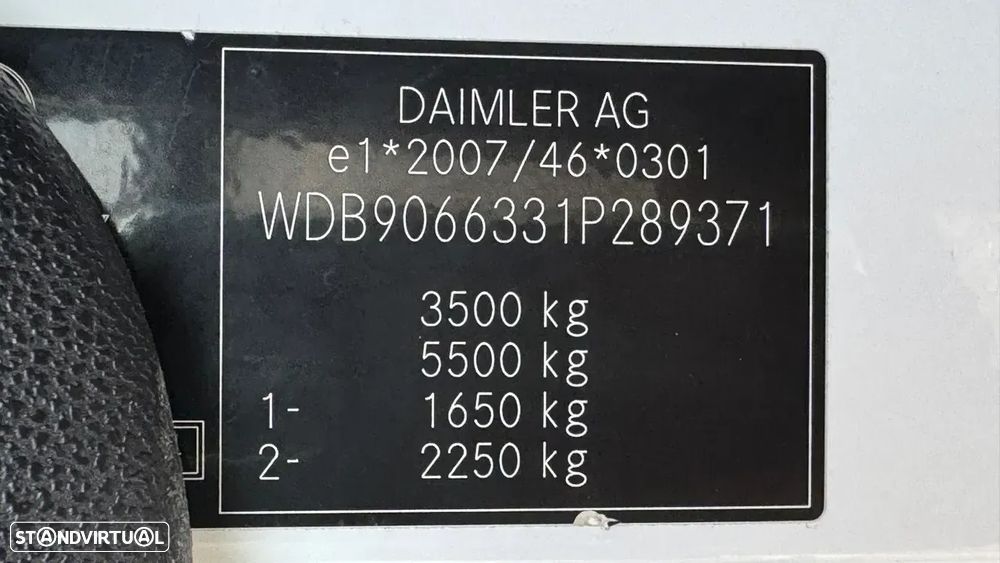 DAIMLER AG
e1*2007/46*0301
WDB9066331P289371
3500 kg
5500 kg
1- 1650 kg
2- 2250 kg
STANDVIRTUAL